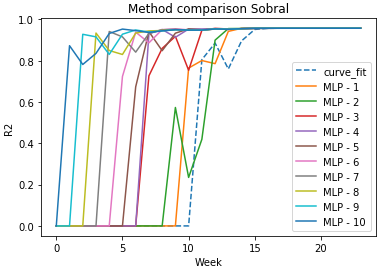 Method comparison Sobral
1.0
0.8
0.6
0.4
0.2
0.0
R2
0
5
10
15
20
Week
curve_fit
MLP - 1
MLP - 2
MLP - 3
MLP - 4
MLP - 5
MLP - 6
MLP - 7
MLP - 8
MLP - 9
MLP - 10